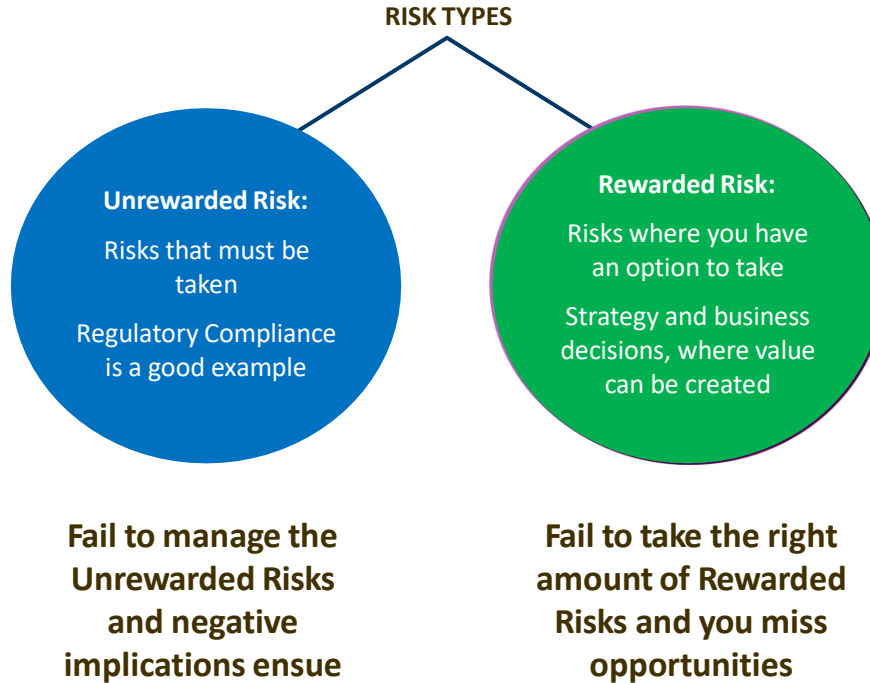 RISK TYPES
Unrewarded Risk:
Risks that must be
taken
Regulatory Compliance
is a good example
Rewarded Risk:
Risks where you have
an option to take
Strategy and business
decisions, where value
can be created
Fail to manage the
Unrewarded Risks
and negative
implications ensue
Fail to take the right
amount of Rewarded
Risks and you miss
opportunities